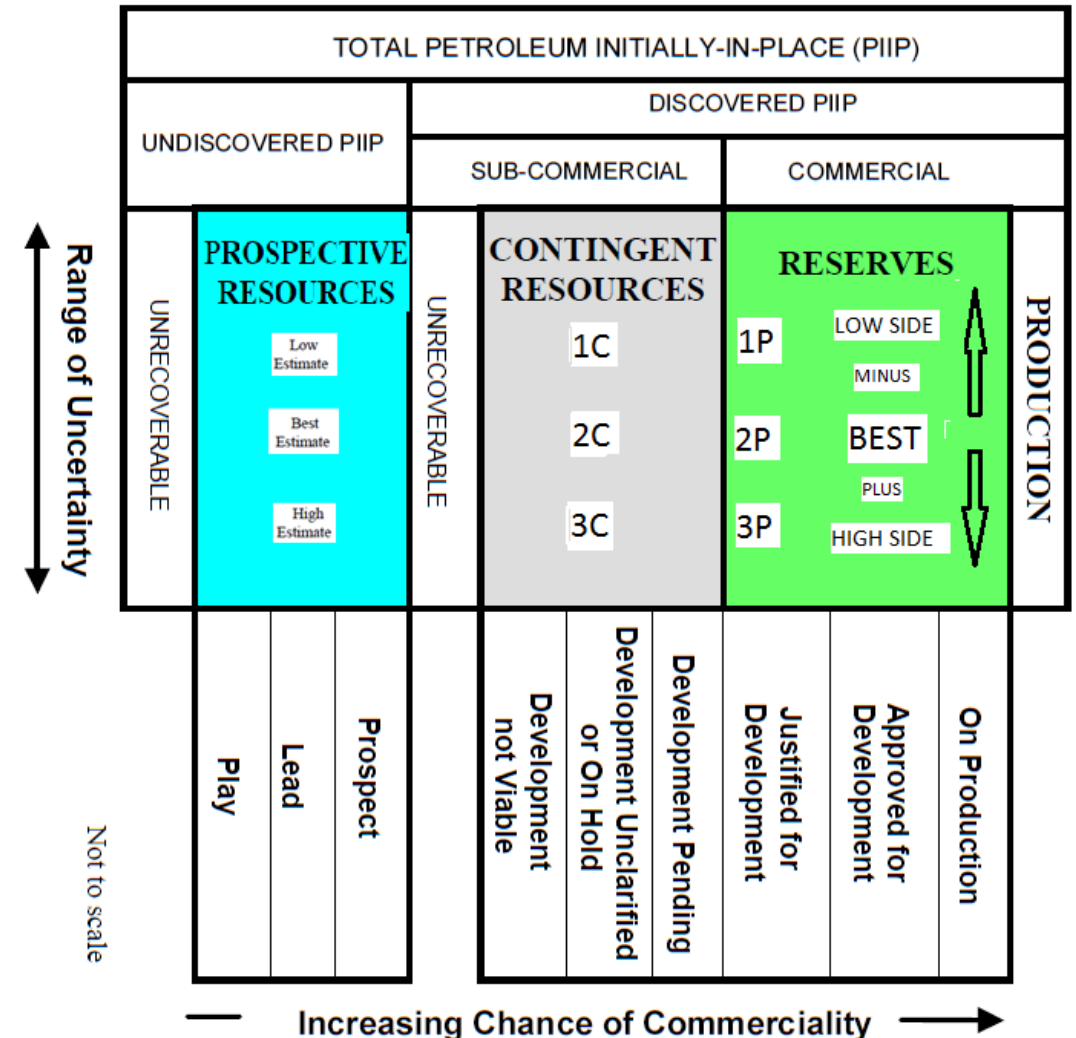 TOTAL PETROLEUM INITIALLY-IN-PLACE (PIIP)
UNDISCOVERED PIIP
DISCOVERED PIIP
SUB-COMMERCIAL
COMMERCIAL
Range of Uncertainty
UNRECOVERABLE
PROSPECTIVE
RESOURCES
Low
Estimate
Best
Estimate
High
Estimate
UNRECOVERABLE
CONTINGENT
RESOURCES
1C
2C
3C
RESERVES
1P
LOW SIDE
MINUS
2P
BEST
PLUS
3P
HIGH SIDE
PRODUCTION
Play
Lead
Prospect
Development
not Viable
Development Unclarified
or On Hold
Development Pending
Justified for
Development
Approved for
Development
On Production
Not to scale
Increasing Chance of Commerciality